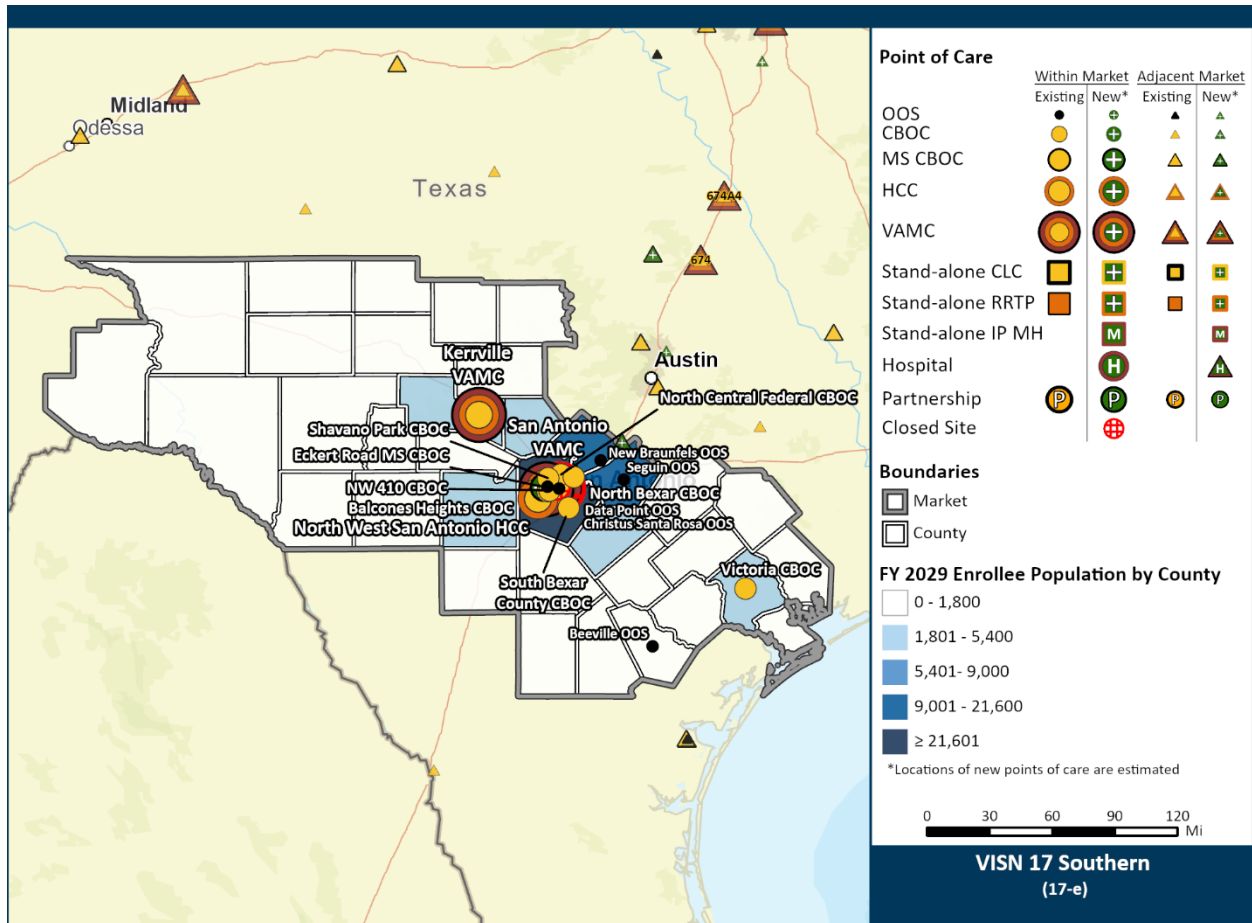 Midland
Odessa
Texas
674A4
674
Austin
Kerrville
VAMC
North Central Federal CBOC
San Antonio
VAMC
Shavano Park CBOC
Eckert Road MS CBOC
New Braunfels OOS
Seguin OOS
NW 410 CBOC
North Bexar CBOC
Balcones Heights CBOC
Data Point OOS
North West San Antonio HCC
Christus Santa Rosa OOS
South Bexar
County CBOC
Victoria CBOC
Beeville OOS
Point of Care
Within Market Adjacent Market
Existing New* Existing New*
OOS
CBOC
MS CBOC
HCC
VAMC
Stand-alone CLC
Stand-alone RRTP
Stand-alone IP MH M M
Hospital H H
Partnership P P P P
Closed Site
Boundaries
Market
County
FY 2029 Enrollee Population by County
0 - 1,800
1,801 - 5,400
5,401- 9,000
9,001 - 21,600
≥ 21,601
*Locations of new points of care are estimated
0 30 60 90 120
Mi
VISN 17 Southern
(17-e)